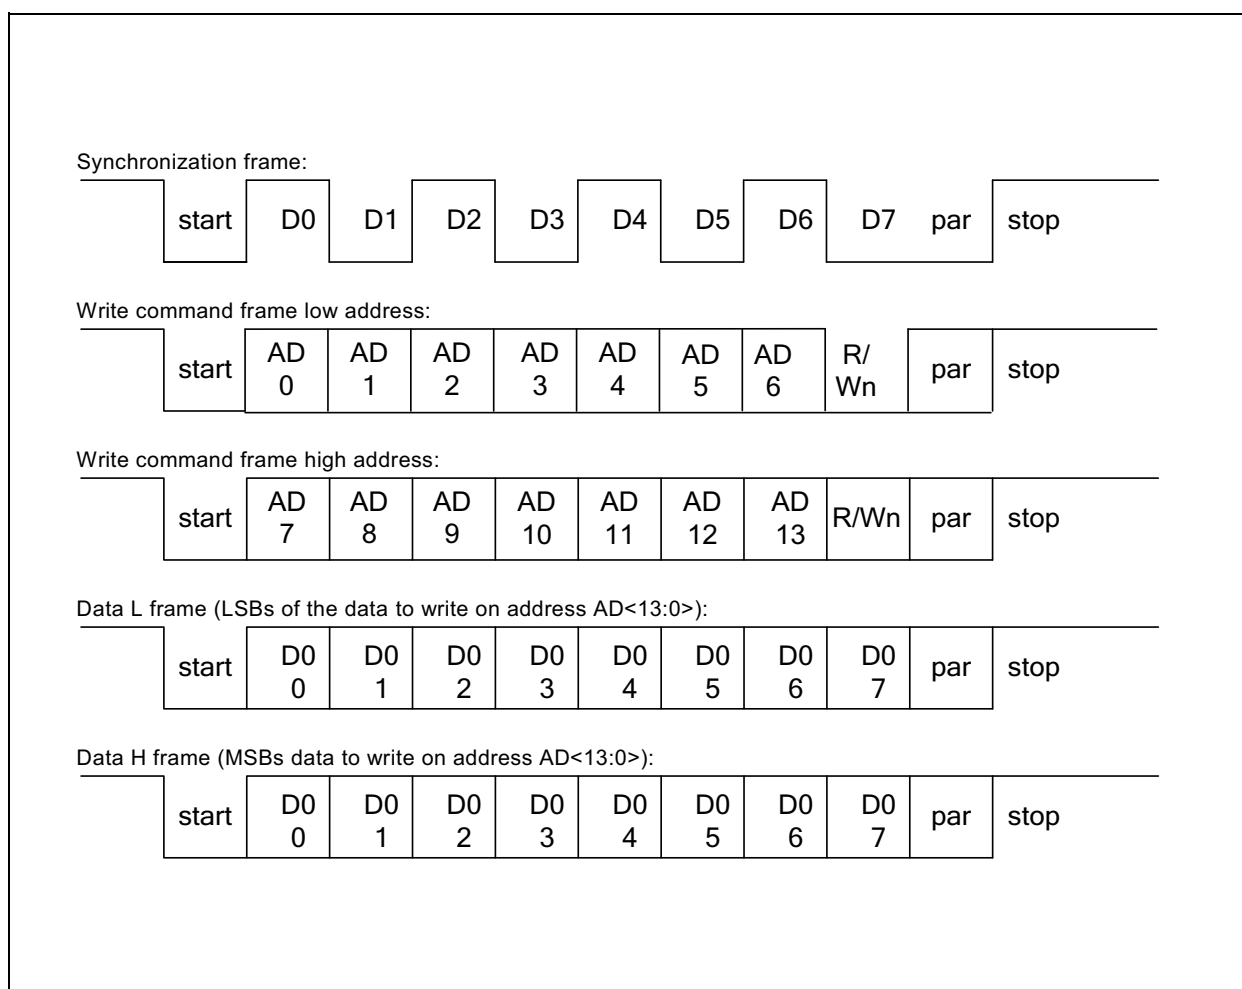 Synchronization frame:
start D0 D1 D2 D3 D4 D5 D6 D7 par stop
Write command frame low address:
start AD 0 AD 1 AD 2 AD 3 AD 4 AD 5 AD 6 R/ Wn par stop
Write command frame high address:
start AD 7 AD 8 AD 9 AD 10 AD 11 AD 12 AD 13 R/Wn par stop
Data L frame (LSBs of the data to write on address AD<13:0>):
start D0 0 D0 1 D0 2 D0 3 D0 4 D0 5 D0 6 D0 7 par stop
Data H frame (MSBs data to write on address AD<13:0>):
start D0 0 D0 1 D0 2 D0 3 D0 4 D0 5 D0 6 D0 7 par stop